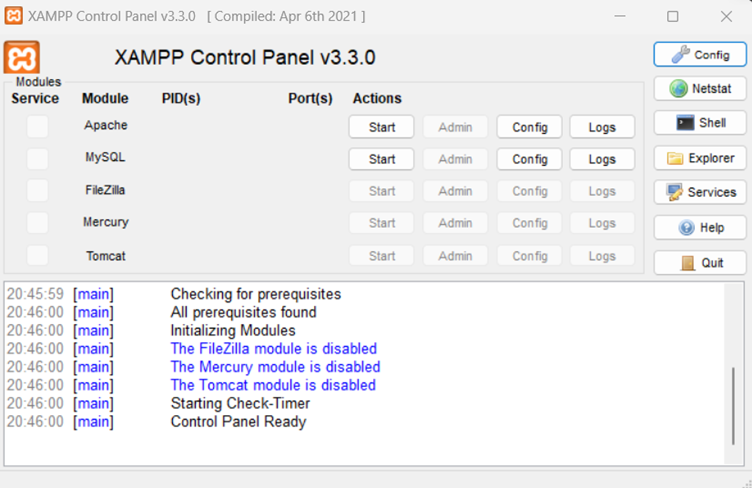 XAMPP Control Panel v3.3.0 [ Compiled: Apr 6th 2021 ]
XAMPP Control Panel v3.3.0
Config
Modules
Service Module PID(s) Port(s) Actions
Netstat
Apache Start Admin Config Logs
Shell
MySQL Start Admin Config Logs
Explorer
FileZilla Start Admin Config Logs
Services
Mercury Start Admin Config Logs
Help
Tomcat Start Admin Config Logs
Quit
20:45:59 [main] Checking for prerequisites
20:46:00 [main] All prerequisites found
20:46:00 [main] Initializing Modules
20:46:00 [main] The FileZilla module is disabled
20:46:00 [main] The Mercury module is disabled
20:46:00 [main] The Tomcat module is disabled
20:46:00 [main] Starting Check-Timer
20:46:00 [main] Control Panel Ready